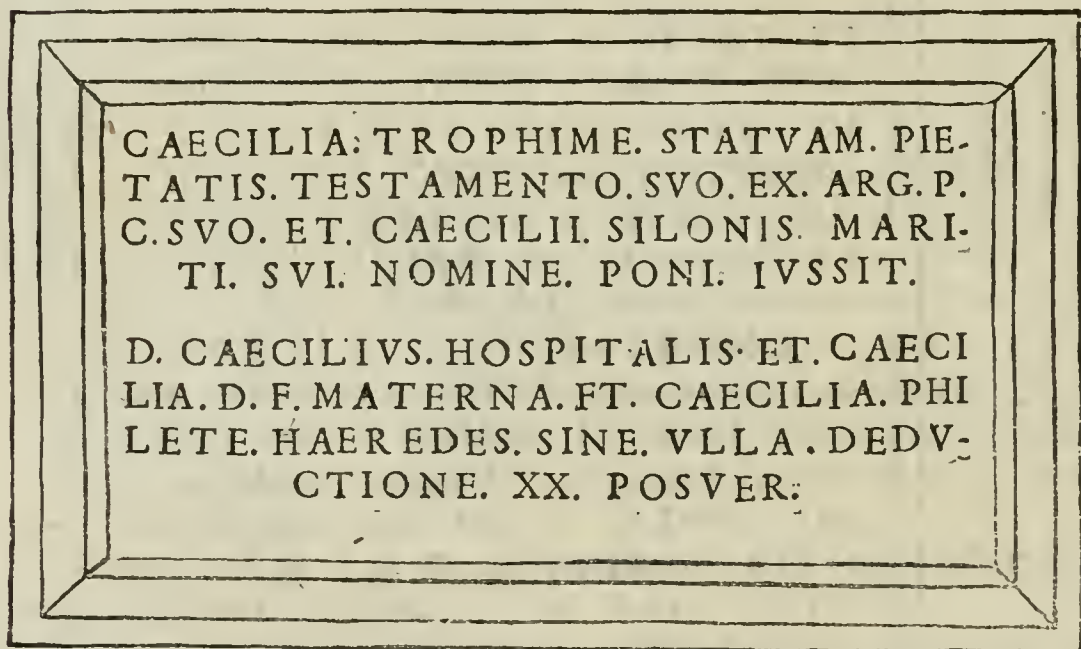 CAECILIA: TROPHIME. STATVAM. PIE-
TATIS. TESTAMENTO. SVO. EX. ARG. P.
C. SVO. ET. CAECILII. SILONIS. MARI-
TI. SVI. NOMINE. PONI. IVSSIT.
D. CAECILIVS. HOSPITALIS· ET. CAECI
LIA. D. F. MATERNA. FT. CAECILIA. PHI
LETE. HAEREDES. SINE. VLLA. DEDV-
CTIONE. XX. POSVER: